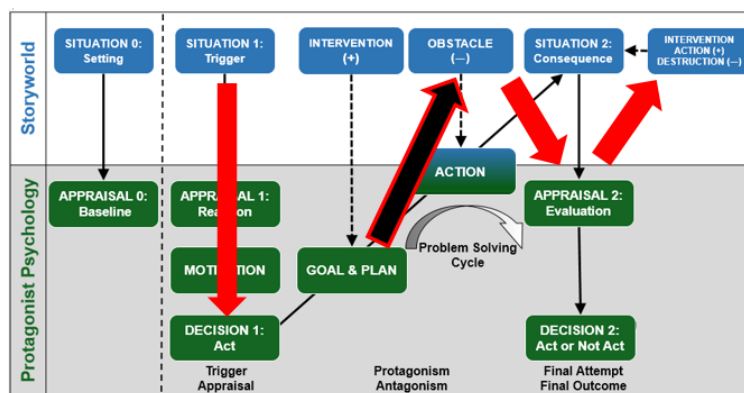 Storyworld
SITUATION 0:
Setting
SITUATION 1:
Trigger
INTERVENTION
(+)
OBSTACLE
(—)
SITUATION 2:
Consequence
INTERVENTION
ACTION (+)
DESTRUCTION (—)
Protagonist Psychology
ACTION
APPRAISAL 0:
Baseline
APPRAISAL 1:
APPRAISAL 2:
Evaluation
Problem Solving
Cycle
GOAL & PLAN
DECISION 1:
Act
DECISION 2:
Act or Not Act
Trigger
Appraisal
Protagonism
Antagonism
Final Attempt
Final Outcome